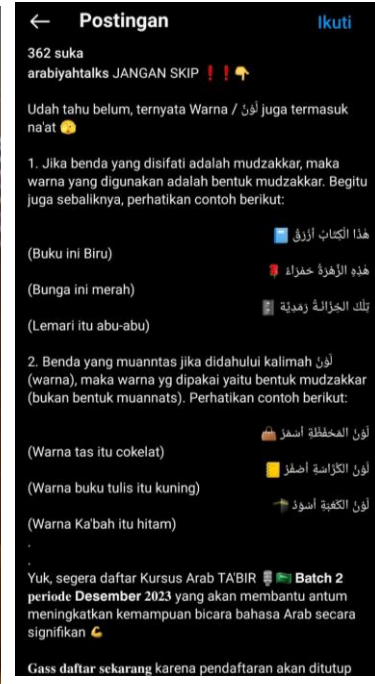 Postingan
Ikuti
362 suka
arabiyahtalks JANGAN SKIP ❗❗👇
Udah tahu belum, ternyata Warna / لَوْنٌ juga termasuk
na'at 🫣
1. Jika benda yang disifati adalah mudzakkar, maka
warna yang digunakan adalah bentuk mudzakkar. Begitu
juga sebaliknya, perhatikan contoh berikut:
هٰذَا الْكِتَابُ أَزْرَقُ 📘
(Buku ini Biru)
هٰذِهِ الزَّهْرَةُ حَمْرَاءُ 🌹
(Bunga ini merah)
تِلْكَ الخِزَانَةُ رَمَدِيَّة 🗄
(Lemari itu abu-abu)
2. Benda yang muanntas jika didahului kalimah لَوْنٌ
(warna), maka warna yg dipakai yaitu bentuk mudzakkar
(bukan bentuk muannats). Perhatikan contoh berikut:
لَوْنُ المَحْفَظَةِ أَسْمَرُ 👜
(Warna tas itu cokelat)
لَوْنُ الكُرَّاسَةِ أَصْفَرُ 📒
(Warna buku tulis itu kuning)
لَوْنُ الكَعْبَةِ أَسْوَدُ 🌴
(Warna Ka'bah itu hitam)
.
.
Yuk, segera daftar Kursus Arab TA'BIR 🎙🇸🇦 Batch 2
periode Desember 2023 yang akan membantu antum
meningkatkan kemampuan bicara bahasa Arab secara
signifikan 💪
Gass daftar sekarang karena pendaftaran akan ditutup